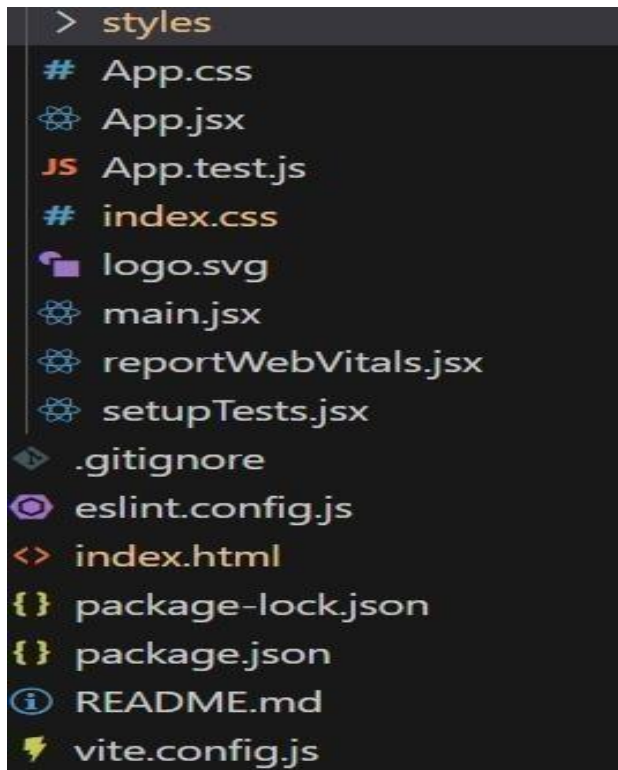 > styles
# App.css
App.jsx
JS App.test.js
# index.css
logo.svg
main.jsx
reportWebVitals.jsx
setupTests.jsx
.gitignore
eslint.config.js
<> index.html
{} package-lock.json
{} package.json
README.md
vite.config.js